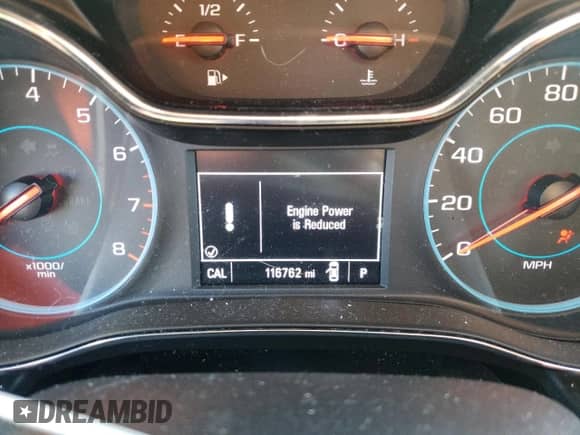 1/2
E F
C H
4 5 6 7 8
x1000/
min
Engine Power
is Reduced
CAL 116762 mi P
80
60
40
20
0
MPH
DREAMBID